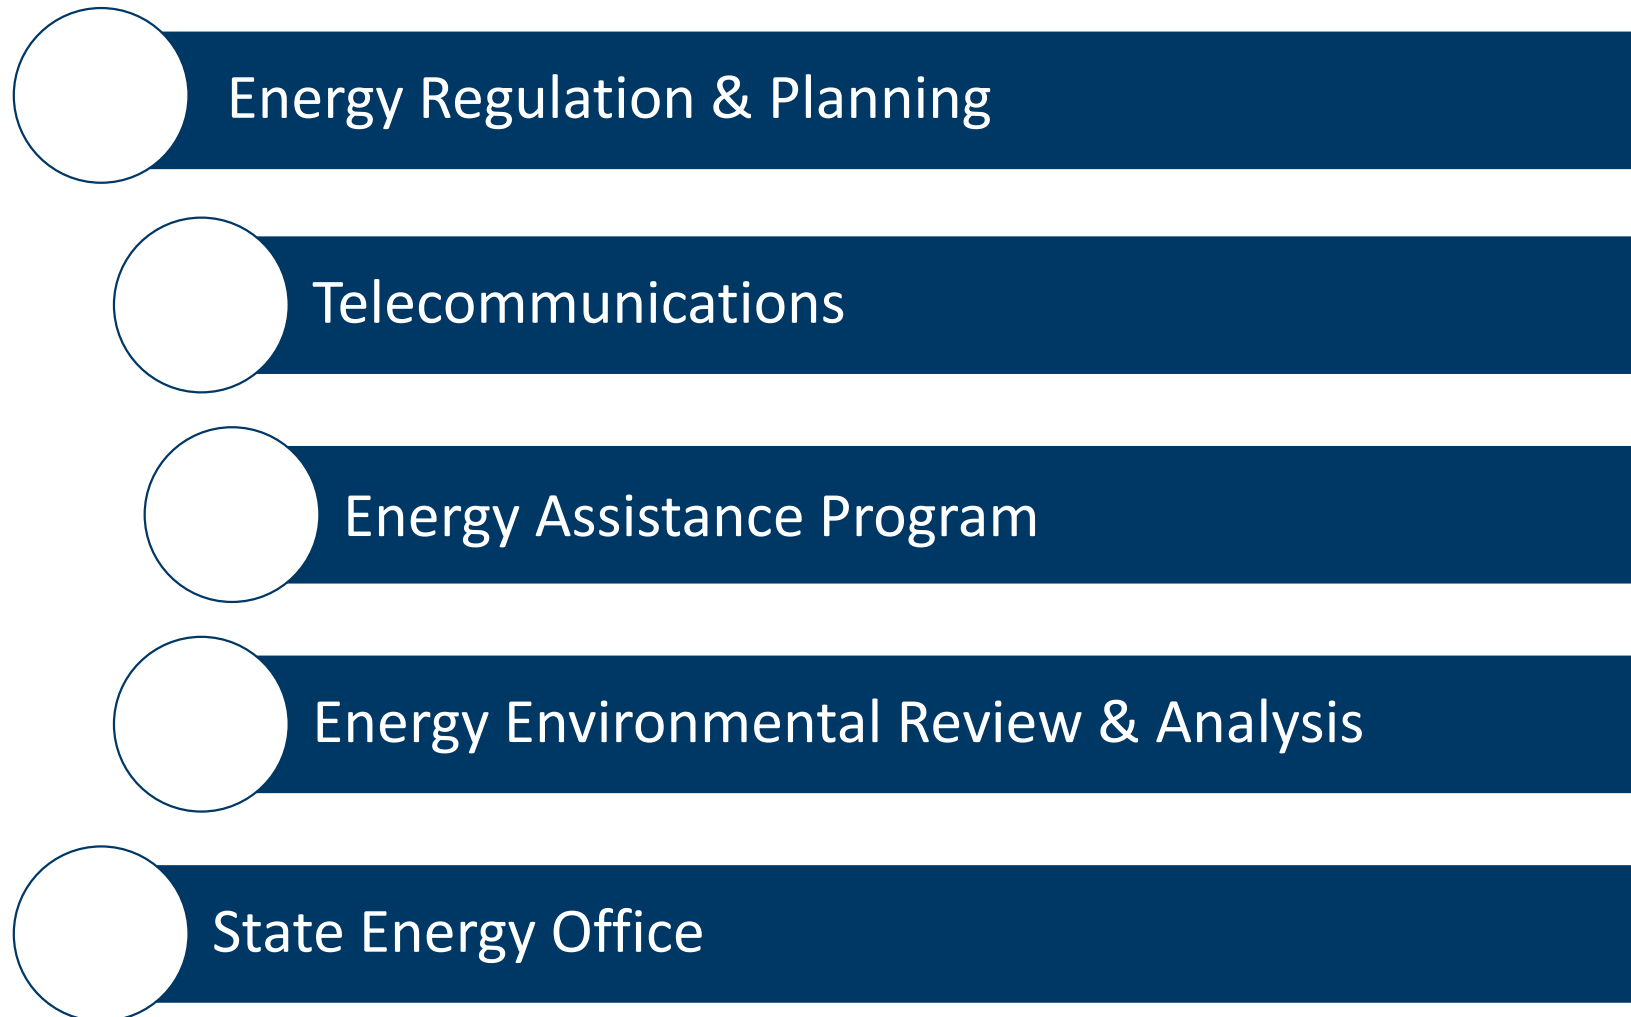 Energy Regulation & Planning
Telecommunications
Energy Assistance Program
Energy Environmental Review & Analysis
State Energy Office